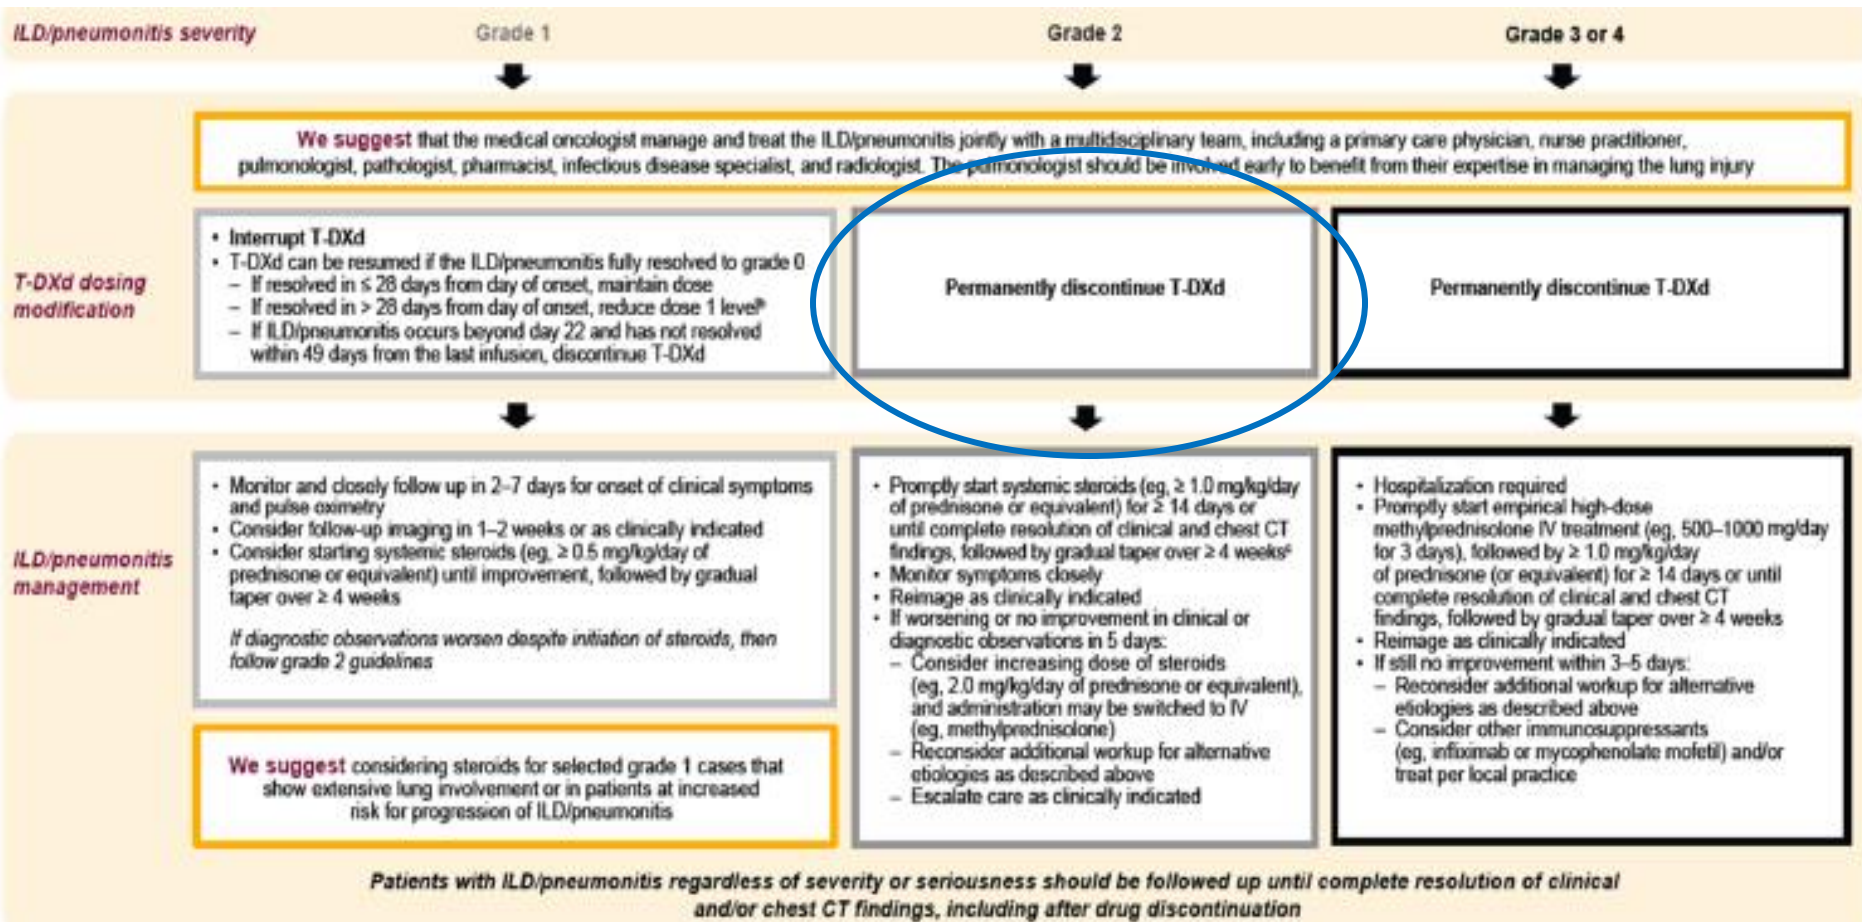 ILD/pneumonitis severity
Grade 1
Grade 2
Grade 3 or 4
We suggest that the medical oncologist manage and treat the ILD/pneumonitis jointly with a multidisciplinary team, including a primary care physician, nurse practitioner,
pulmonologist, pathologist, pharmacist, infectious disease specialist, and radiologist. The pulmonologist should be involved early to benefit from their expertise in managing the lung injury
T-DXd dosing
modification
• Interrupt T-DXd
• T-DXd can be resumed if the ILD/pneumonitis fully resolved to grade 0
– If resolved in ≤ 28 days from day of onset, maintain dose
– If resolved in > 28 days from day of onset, reduce dose 1 levelᵇ
– If ILD/pneumonitis occurs beyond day 22 and has not resolved
within 49 days from the last infusion, discontinue T-DXd
Permanently discontinue T-DXd
Permanently discontinue T-DXd
ILD/pneumonitis
management
• Monitor and closely follow up in 2–7 days for onset of clinical symptoms
and pulse oximetry
• Consider follow-up imaging in 1–2 weeks or as clinically indicated
• Consider starting systemic steroids (eg, ≥ 0.5 mg/kg/day of
prednisone or equivalent) until improvement, followed by gradual
taper over ≥ 4 weeks
If diagnostic observations worsen despite initiation of steroids, then
follow grade 2 guidelines
We suggest considering steroids for selected grade 1 cases that
show extensive lung involvement or in patients at increased
risk for progression of ILD/pneumonitis
• Promptly start systemic steroids (eg, ≥ 1.0 mg/kg/day
of prednisone or equivalent) for ≥ 14 days or
until complete resolution of clinical and chest CT
findings, followed by gradual taper over ≥ 4 weeksᶜ
• Monitor symptoms closely
• Reimage as clinically indicated
• If worsening or no improvement in clinical or
diagnostic observations in 5 days:
– Consider increasing dose of steroids
(eg, 2.0 mg/kg/day of prednisone or equivalent),
and administration may be switched to IV
(eg, methylprednisolone)
– Reconsider additional workup for alternative
etiologies as described above
– Escalate care as clinically indicated
• Hospitalization required
• Promptly start empirical high-dose
methylprednisolone IV treatment (eg, 500–1000 mg/day
for 3 days), followed by ≥ 1.0 mg/kg/day
of prednisone (or equivalent) for ≥ 14 days or until
complete resolution of clinical and chest CT
findings, followed by gradual taper over ≥ 4 weeks
• Reimage as clinically indicated
• If still no improvement within 3–5 days:
– Reconsider additional workup for alternative
etiologies as described above
– Consider other immunosuppressants
(eg, infliximab or mycophenolate mofetil) and/or
treat per local practice
Patients with ILD/pneumonitis regardless of severity or seriousness should be followed up until complete resolution of clinical
and/or chest CT findings, including after drug discontinuation